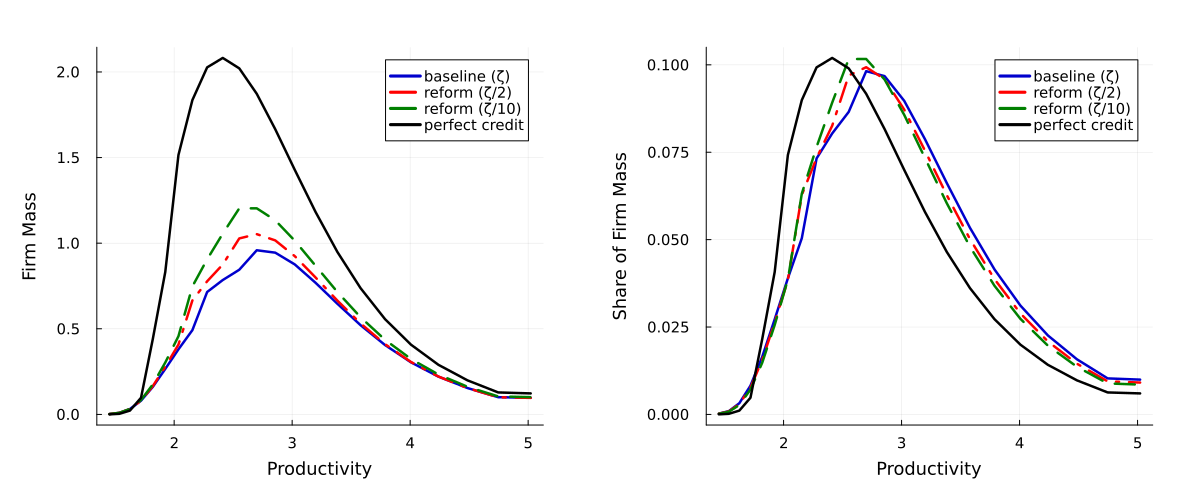 Firm Mass
2.0
1.5
1.0
0.5
0.0
2
3
4
5
Productivity
baseline (ζ)
reform (ζ/2)
reform (ζ/10)
perfect credit
Share of Firm Mass
0.100
0.075
0.050
0.025
0.000
2
3
4
5
Productivity
baseline (ζ)
reform (ζ/2)
reform (ζ/10)
perfect credit